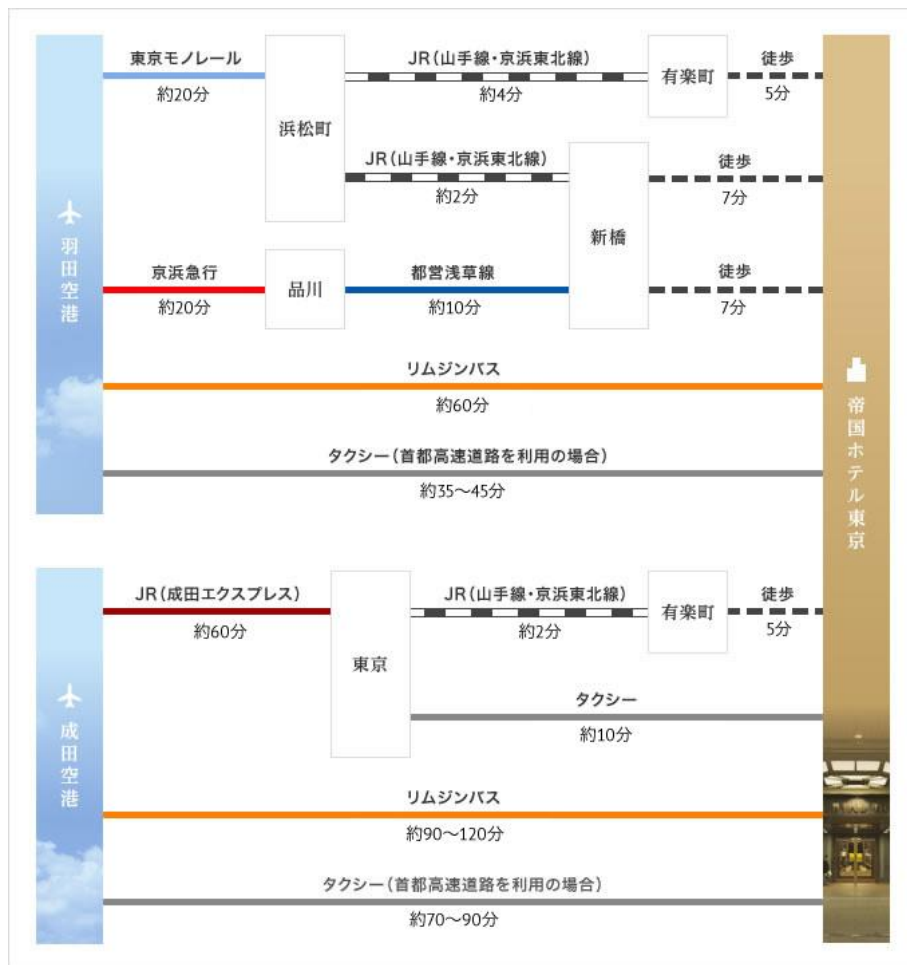 東京モノレール
約20分
浜松町
JR(山手線・京浜東北線)
約4分
有楽町
徒歩
5分
JR(山手線・京浜東北線)
約2分
新橋
徒歩
7分
羽田空港
京浜急行
約20分
品川
都営浅草線
約10分
徒歩
7分
リムジンバス
約60分
タクシー(首都高速道路を利用の場合)
約35〜45分
帝国ホテル東京
JR(成田エクスプレス)
約60分
東京
JR(山手線・京浜東北線)
約2分
有楽町
徒歩
5分
タクシー
約10分
成田空港
リムジンバス
約90〜120分
タクシー(首都高速道路を利用の場合)
約70〜90分